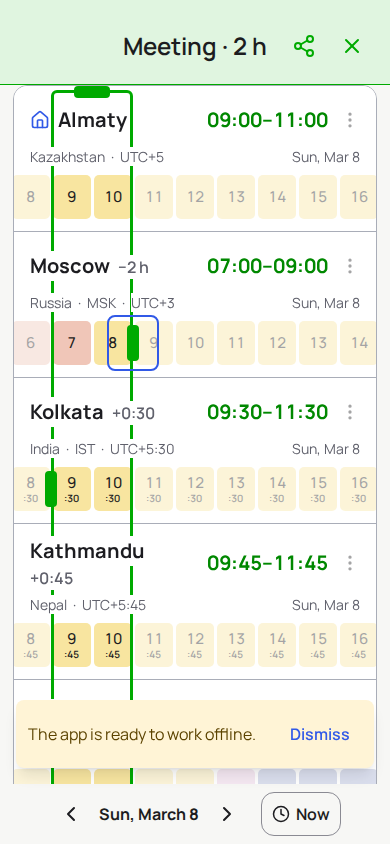 Meeting · 2 h
Almaty 09:00–11:00
Kazakhstan · UTC+5 Sun, Mar 8
8 9 10 11 12 13 14 15 16
Moscow −2 h 07:00–09:00
Russia · MSK · UTC+3 Sun, Mar 8
6 7 8 9 10 11 12 13 14
Kolkata +0:30 09:30–11:30
India · IST · UTC+5:30 Sun, Mar 8
8 9 10 11 12 13 14 15 16
:30 :30 :30 :30 :30 :30 :30 :30 :30
Kathmandu 09:45–11:45
+0:45
Nepal · UTC+5:45 Sun, Mar 8
8 9 10 11 12 13 14 15 16
:45 :45 :45 :45 :45 :45 :45 :45 :45
The app is ready to work offline. Dismiss
Sun, March 8 Now